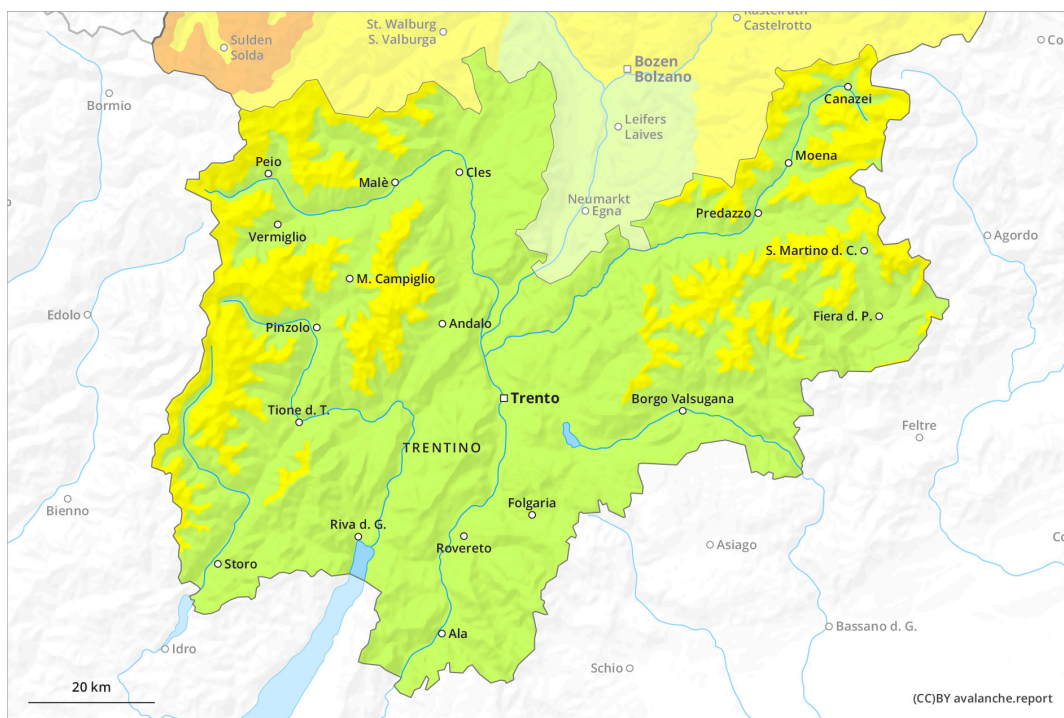 Kastelruth
Castelrotto
St. Walburg
S. Valburga
Sulden
Solda
Co
Bozen
Bolzano
Bormio
Canazei
Leifers
Laives
Moena
Peio
Malè
Cles
Neumarkt
Egna
Predazzo
Vermiglio
Agordo
S. Martino d. C.
M. Campiglio
Edolo
Pinzolo
Andalo
Fiera d. P.
Trento
Borgo Valsugana
Tione d. T.
Feltre
TRENTINO
Bienno
Folgaria
Riva d. G.
Rovereto
Asiago
Co
Storo
Ala
Bassano d. G.
Idro
Schio
20 km
(CC)BY avalanche.report